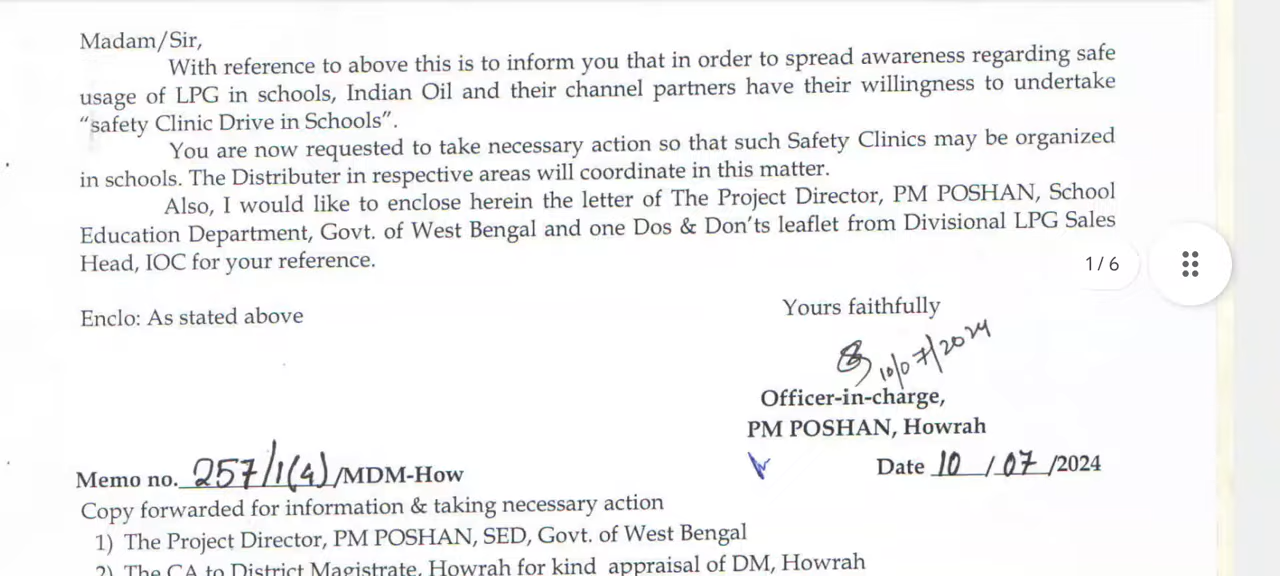 Madam/Sir,
With reference to above this is to inform you that in order to spread awareness regarding safe
usage of LPG in schools, Indian Oil and their channel partners have their willingness to undertake
“safety Clinic Drive in Schools”.
You are now requested to take necessary action so that such Safety Clinics may be organized
in schools. The Distributer in respective areas will coordinate in this matter.
Also, I would like to enclose herein the letter of The Project Director, PM POSHAN, School
Education Department, Govt. of West Bengal and one Dos & Don'ts leaflet from Divisional LPG Sales
Head, IOC for your reference.
1 / 6
Enclo: As stated above
Yours faithfully
10/07/2024
Officer-in-charge,
PM POSHAN, Howrah
Memo no. 257/1(4)/MDM-How
Date 10 /07 /2024
Copy forwarded for information & taking necessary action
1) The Project Director, PM POSHAN, SED, Govt. of West Bengal
2) The CA to District Magistrate, Howrah for kind appraisal of DM, Howrah